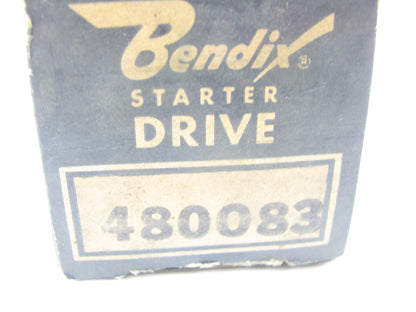 Bendix®
STARTER
DRIVE
480083